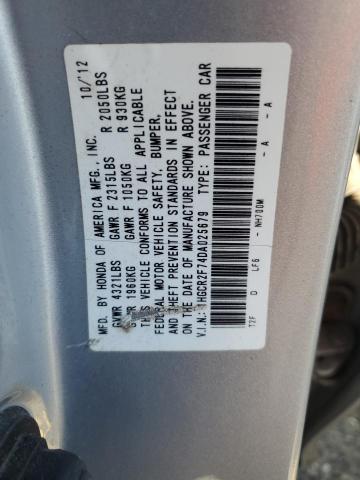 MFD. BY HONDA OF AMERICA MFG., INC. 10/12
GVWR 4321LBS GAWR F 2315LBS R 2050LBS
GVWR 1960KG GAWR F 1050KG R 930KG
THIS VEHICLE CONFORMS TO ALL APPLICABLE
FEDERAL MOTOR VEHICLE SAFETY, BUMPER,
AND THEFT PREVENTION STANDARDS IN EFFECT
ON THE DATE OF MANUFACTURE SHOWN ABOVE.
V.I.N.: 1HGCR2F74DA025679 TYPE: PASSENGER CAR
T2F D LF6 - NH700M - A - A